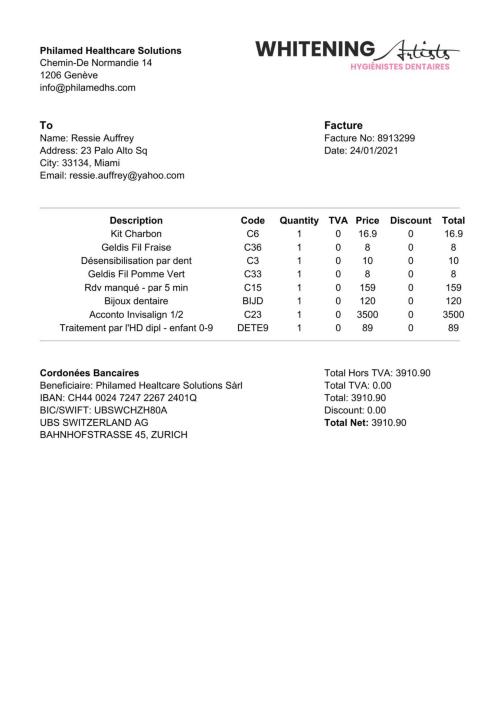 Philamed Healthcare Solutions
Chemin-De Normandie 14
1206 Genève
info@philamedhs.com
WHITENING Artists
HYGIÉNISTES DENTAIRES
To
Name: Ressie Auffrey
Address: 23 Palo Alto Sq
City: 33134, Miami
Email: ressie.auffrey@yahoo.com
Facture
Facture No: 8913299
Date: 24/01/2021
Description Code Quantity TVA Price Discount Total
Kit Charbon C6 1 0 16.9 0 16.9
Geldis Fil Fraise C36 1 0 8 0 8
Désensibilisation par dent C3 1 0 10 0 10
Geldis Fil Pomme Vert C33 1 0 8 0 8
Rdv manqué - par 5 min C15 1 0 159 0 159
Bijoux dentaire BIJD 1 0 120 0 120
Acconto Invisalign 1/2 C23 1 0 3500 0 3500
Traitement par l'HD dipl - enfant 0-9 DETE9 1 0 89 0 89
Cordonées Bancaires
Beneficiaire: Philamed Healtcare Solutions Sàrl
IBAN: CH44 0024 7247 2267 2401Q
BIC/SWIFT: UBSWCHZH80A
UBS SWITZERLAND AG
BAHNHOFSTRASSE 45, ZURICH
Total Hors TVA: 3910.90
Total TVA: 0.00
Total: 3910.90
Discount: 0.00
Total Net: 3910.90